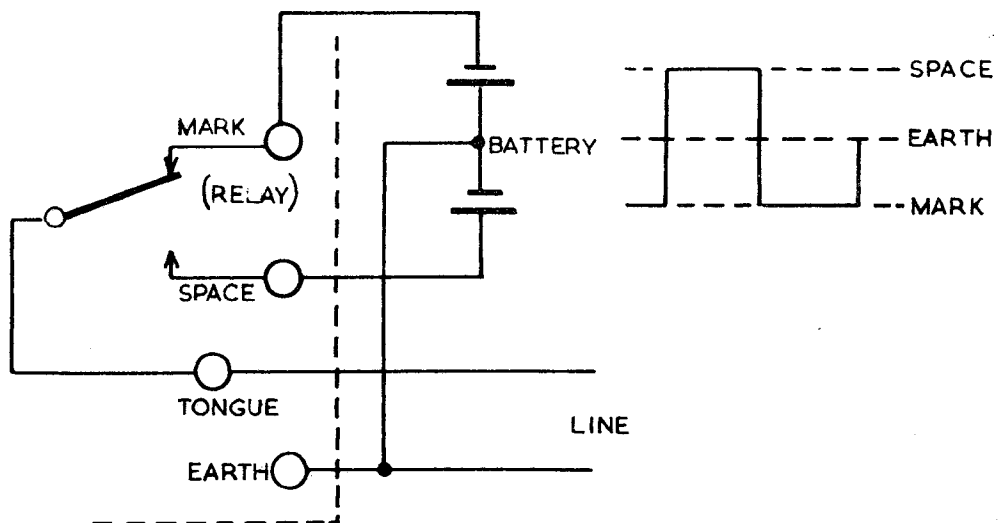 SPACE
MARK
EARTH
BATTERY
(RELAY)
MARK
SPACE
TONGUE
LINE
EARTH